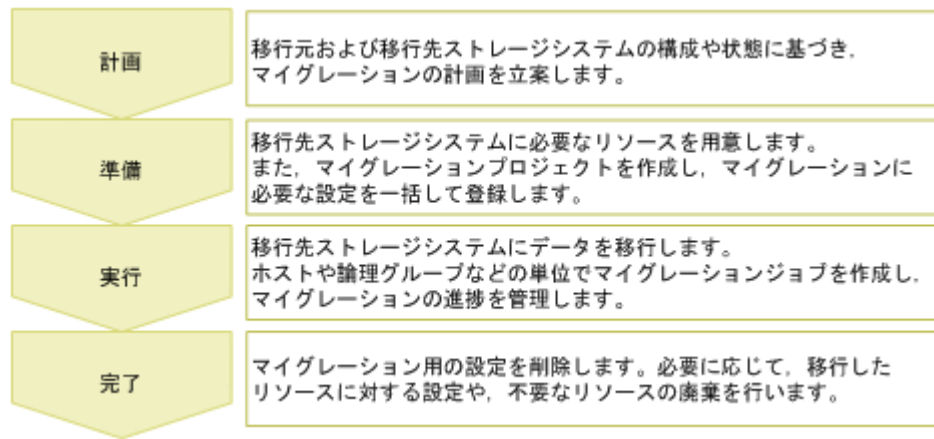 計画
移行元および移行先ストレージシステムの構成や状態に基づき，
マイグレーションの計画を立案します。
準備
移行先ストレージシステムに必要なリソースを用意します。
また，マイグレーションプロジェクトを作成し，マイグレーションに
必要な設定を一括して登録します。
実行
移行先ストレージシステムにデータを移行します。
ホストや論理グループなどの単位でマイグレーションジョブを作成し，
マイグレーションの進捗を管理します。
完了
マイグレーション用の設定を削除します。必要に応じて，移行した
リソースに対する設定や，不要なリソースの廃棄を行います。